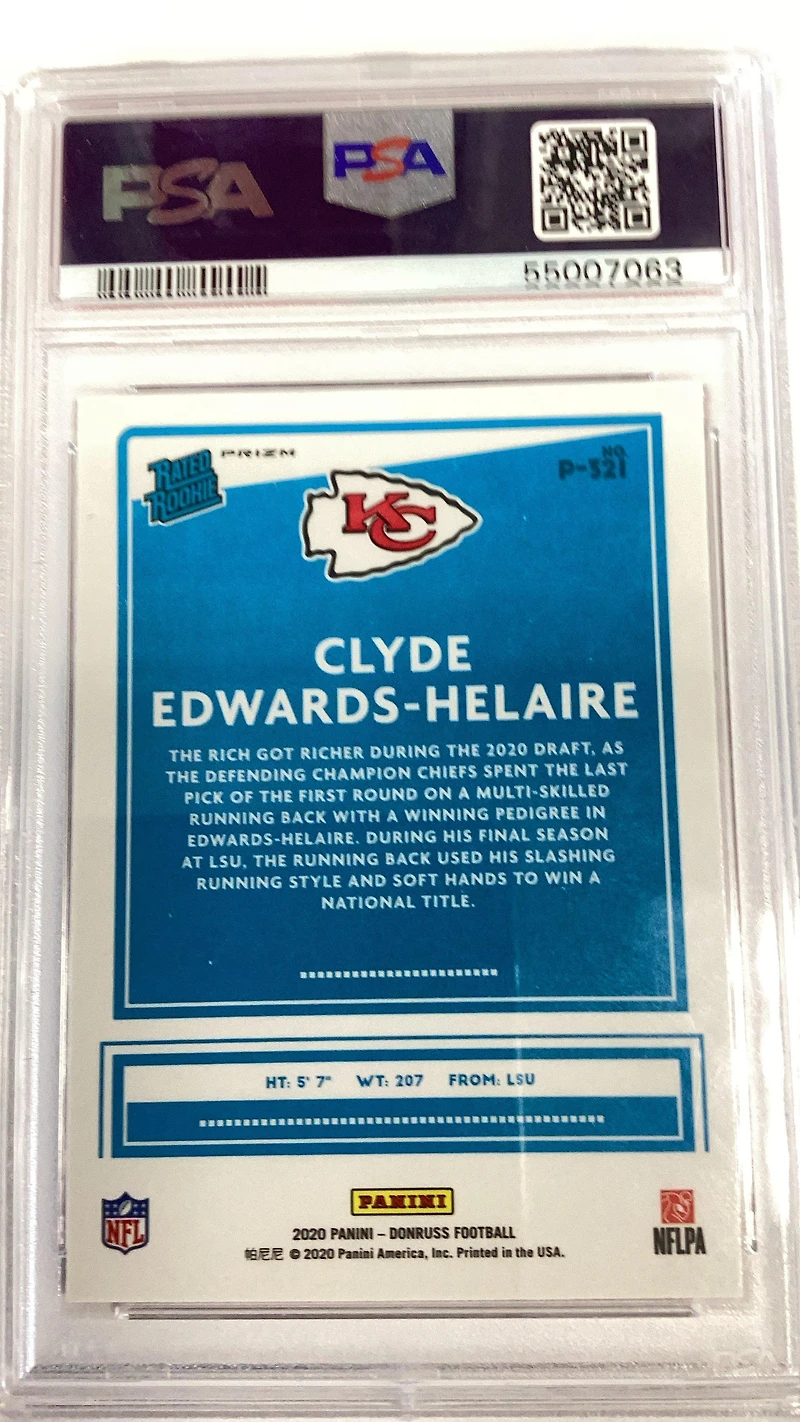 PSA
PSA
55007063
RATED
ROOKIE
PRIZM
NO.
P-321
KC
CLYDE
EDWARDS-HELAIRE
THE RICH GOT RICHER DURING THE 2020 DRAFT, AS
THE DEFENDING CHAMPION CHIEFS SPENT THE LAST
PICK OF THE FIRST ROUND ON A MULTI-SKILLED
RUNNING BACK WITH A WINNING PEDIGREE IN
EDWARDS-HELAIRE. DURING HIS FINAL SEASON
AT LSU, THE RUNNING BACK USED HIS SLASHING
RUNNING STYLE AND SOFT HANDS TO WIN A
NATIONAL TITLE.
HT: 5' 7" WT: 207 FROM: LSU
NFL
PANINI
2020 PANINI – DONRUSS FOOTBALL
帕尼尼 © 2020 Panini America, Inc. Printed in the USA.
NFLPA